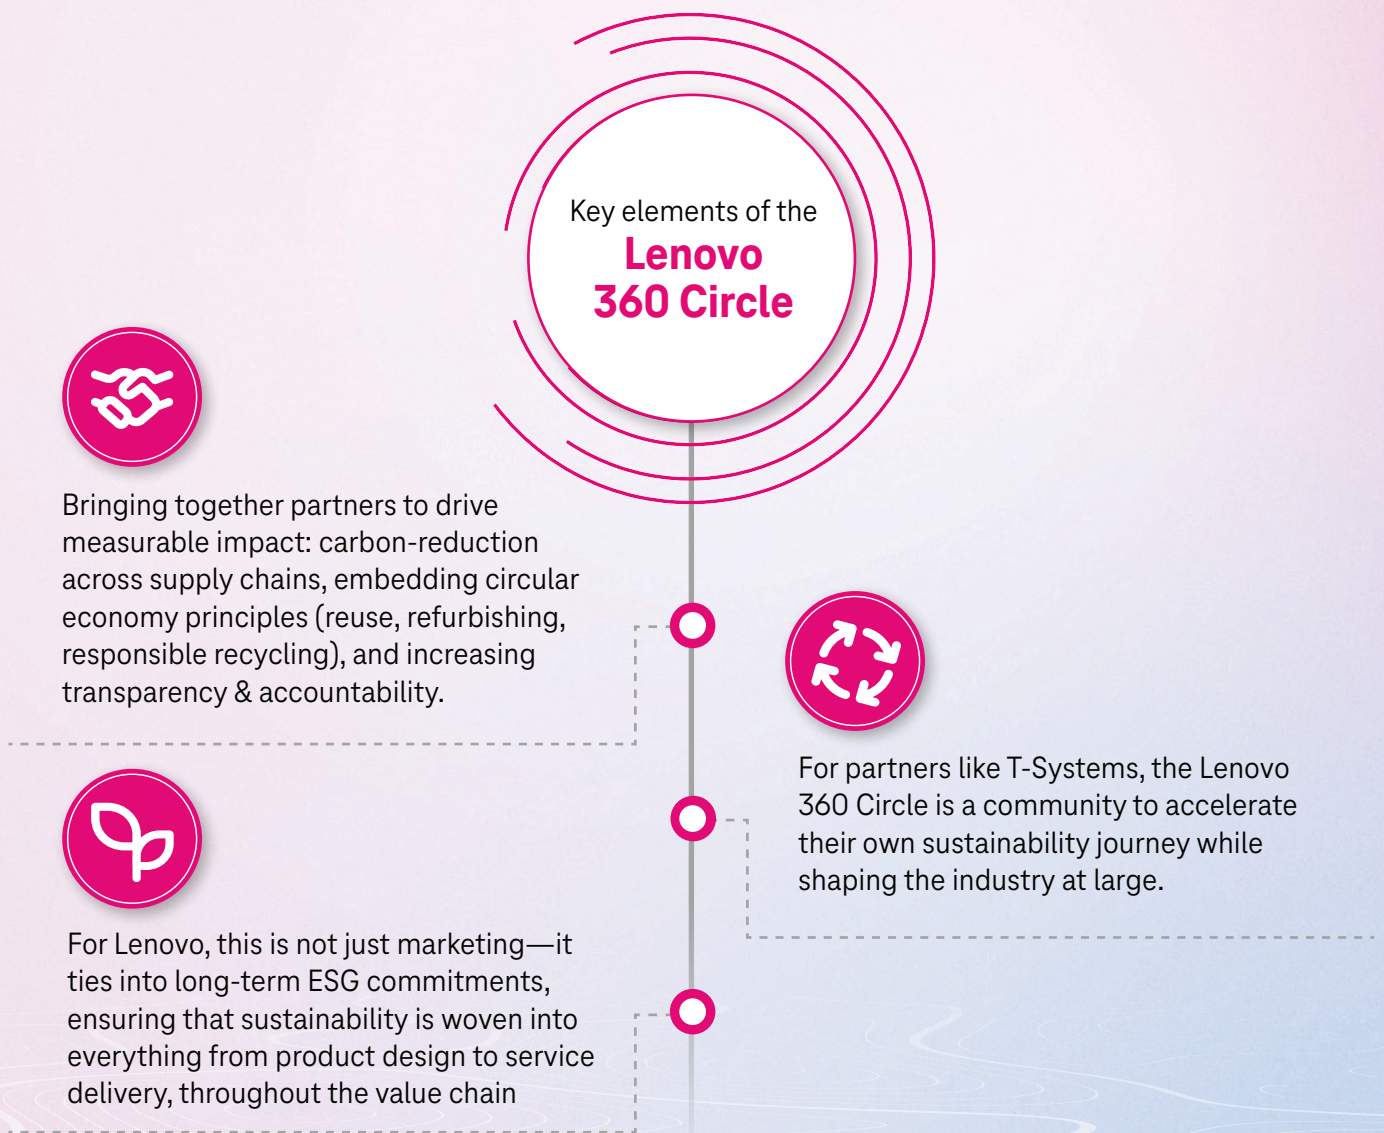 Key elements of the
Lenovo
360 Circle
Bringing together partners to drive
measurable impact: carbon-reduction
across supply chains, embedding circular
economy principles (reuse, refurbishing,
responsible recycling), and increasing
transparency & accountability.
For partners like T-Systems, the Lenovo
360 Circle is a community to accelerate
their own sustainability journey while
shaping the industry at large.
For Lenovo, this is not just marketing—it
ties into long-term ESG commitments,
ensuring that sustainability is woven into
everything from product design to service
delivery, throughout the value chain